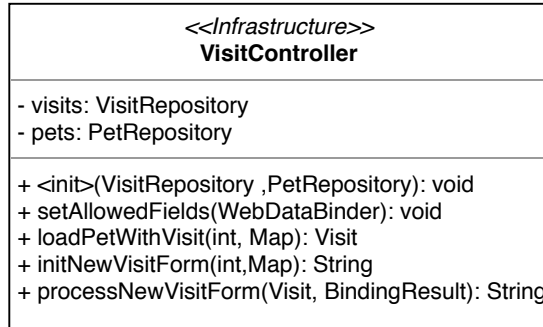 <<Infrastructure>>
VisitController
- visits: VisitRepository
- pets: PetRepository
+ <init>(VisitRepository ,PetRepository): void
+ setAllowedFields(WebDataBinder): void
+ loadPetWithVisit(int, Map): Visit
+ initNewVisitForm(int,Map): String
+ processNewVisitForm(Visit, BindingResult): String